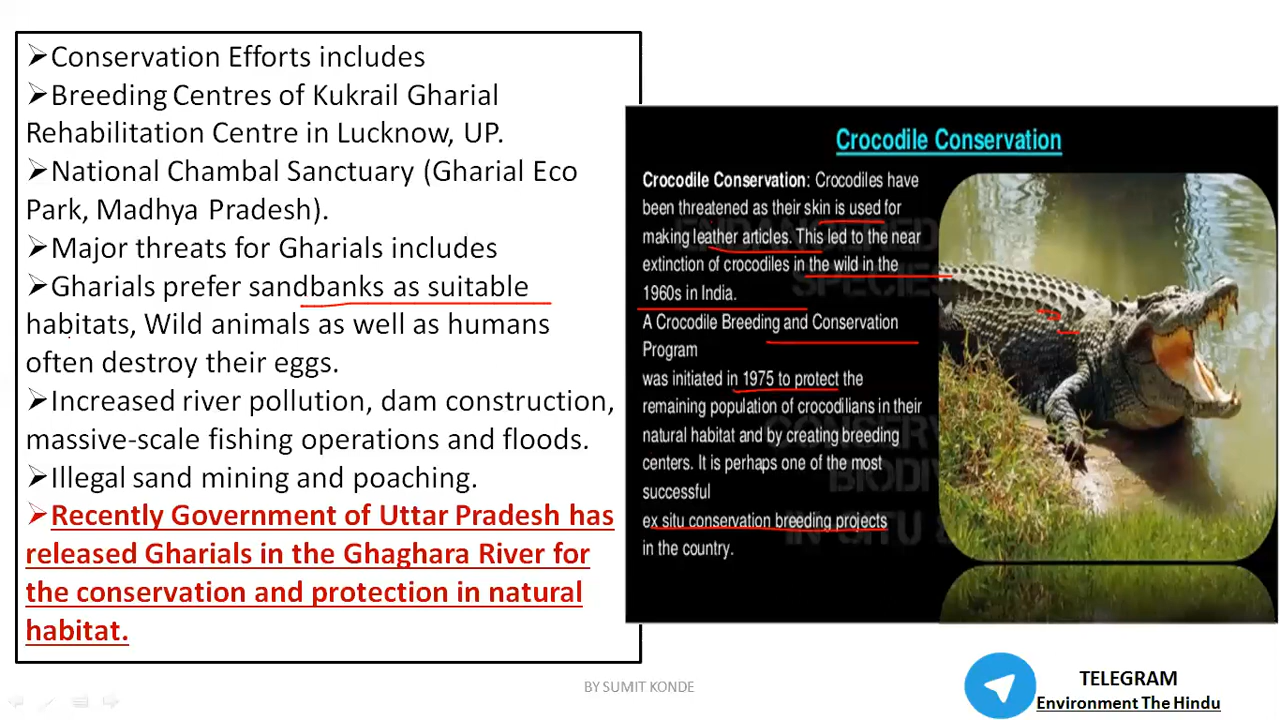 ➢Conservation Efforts includes
➢Breeding Centres of Kukrail Gharial
Rehabilitation Centre in Lucknow, UP.
➢National Chambal Sanctuary (Gharial Eco
Park, Madhya Pradesh).
➢Major threats for Gharials includes
➢Gharials prefer sandbanks as suitable
habitats, Wild animals as well as humans
often destroy their eggs.
➢Increased river pollution, dam construction,
massive-scale fishing operations and floods.
➢Illegal sand mining and poaching.
➢Recently Government of Uttar Pradesh has
released Gharials in the Ghaghara River for
the conservation and protection in natural
habitat.
Crocodile Conservation
Crocodile Conservation: Crocodiles have
been threatened as their skin is used for
making leather articles. This led to the near
extinction of crocodiles in the wild in the
1960s in India.
A Crocodile Breeding and Conservation
Program
was initiated in 1975 to protect the
remaining population of crocodilians in their
natural habitat and by creating breeding
centers. It is perhaps one of the most
successful
ex situ conservation breeding projects
in the country.
BY SUMIT KONDE
TELEGRAM
Environment The Hindu